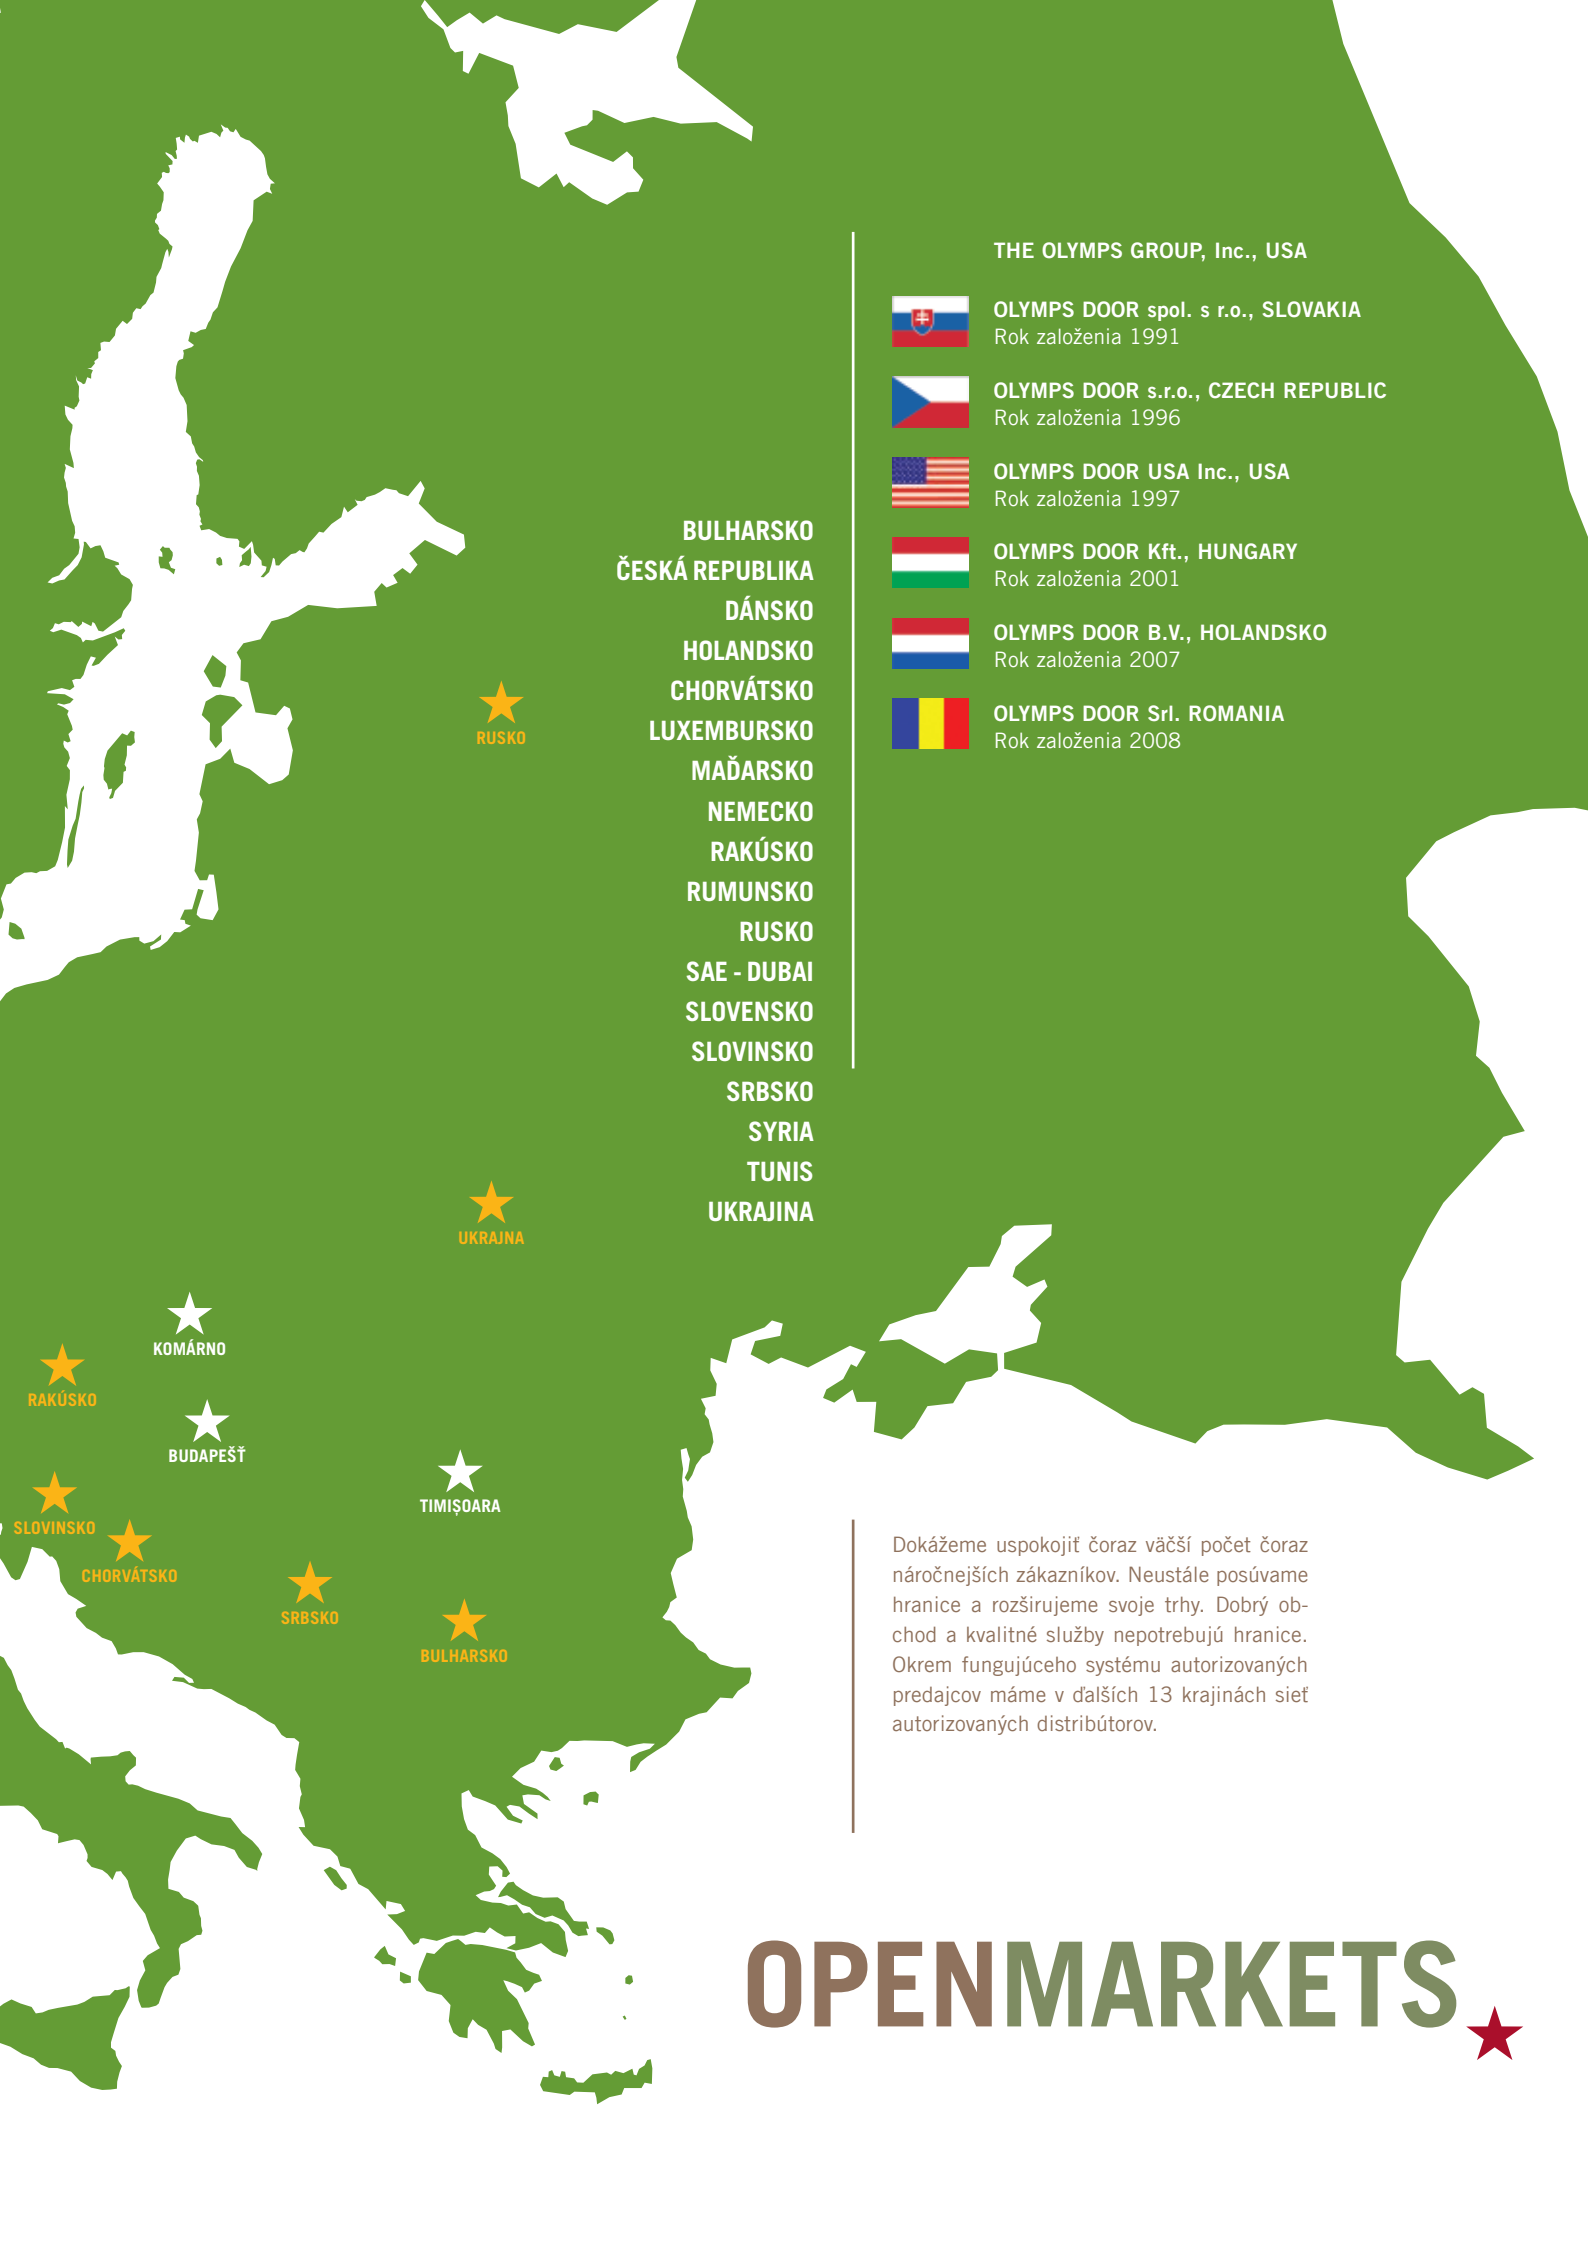 THE OLYMPS GROUP, Inc., USA
OLYMPS DOOR spol. s r.o., SLOVAKIA
Rok založenia 1991
OLYMPS DOOR s.r.o., CZECH REPUBLIC
Rok založenia 1996
OLYMPS DOOR USA Inc., USA
Rok založenia 1997
OLYMPS DOOR Kft., HUNGARY
Rok založenia 2001
OLYMPS DOOR B.V., HOLANDSKO
Rok založenia 2007
OLYMPS DOOR Srl. ROMANIA
Rok založenia 2008
BULHARSKO
ČESKÁ REPUBLIKA
DÁNSKO
HOLANDSKO
CHORVÁTSKO
LUXEMBURSKO
MAĎARSKO
NEMECKO
RAKÚSKO
RUMUNSKO
RUSKO
SAE - DUBAI
SLOVENSKO
SLOVINSKO
SRBSKO
SYRIA
TUNIS
UKRAJINA
RUSKO
UKRAJNA
KOMÁRNO
RAKÚSKO
BUDAPEŠŤ
TIMIȘOARA
SLOVINSKO
CHORVÁTSKO
SRBSKO
BULHARSKO
Dokážeme uspokojiť čoraz väčší počet čoraz
náročnejších zákazníkov. Neustále posúvame
hranice a rozširujeme svoje trhy. Dobrý ob-
chod a kvalitné služby nepotrebujú hranice.
Okrem fungujúceho systému autorizovaných
predajcov máme v ďalších 13 krajinách sieť
autorizovaných distribútorov.
OPENMARKETS